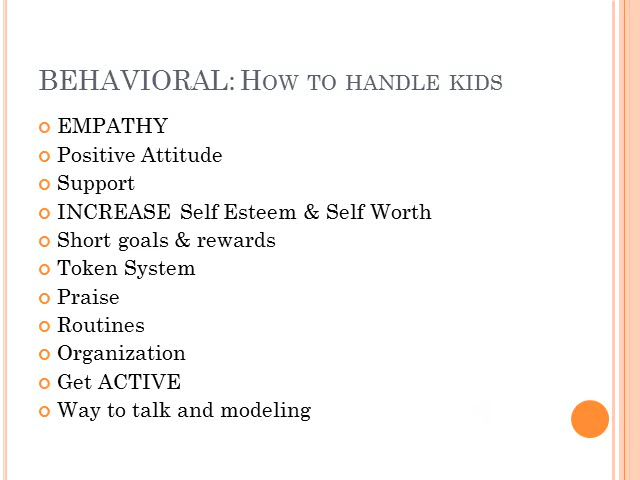 BEHAVIORAL: HOW TO HANDLE KIDS
EMPATHY
Positive Attitude
Support
INCREASE Self Esteem & Self Worth
Short goals & rewards
Token System
Praise
Routines
Organization
Get ACTIVE
Way to talk and modeling